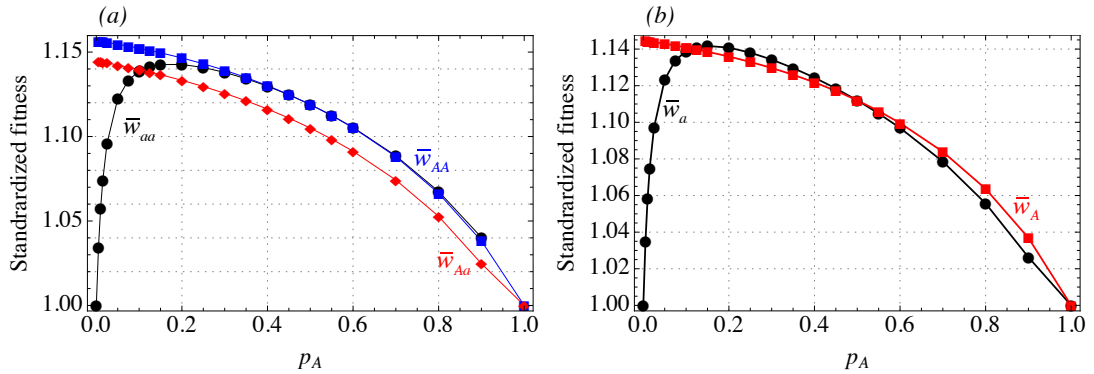 (a)
Standrardized fitness
1.15
1.10
1.05
1.00
w̅aa
w̅AA
w̅Aa
0.0 0.2 0.4 0.6 0.8 1.0
pA
(b)
Standrardized fitness
1.14
1.12
1.10
1.08
1.06
1.04
1.02
1.00
w̅a
w̅A
0.0 0.2 0.4 0.6 0.8 1.0
pA